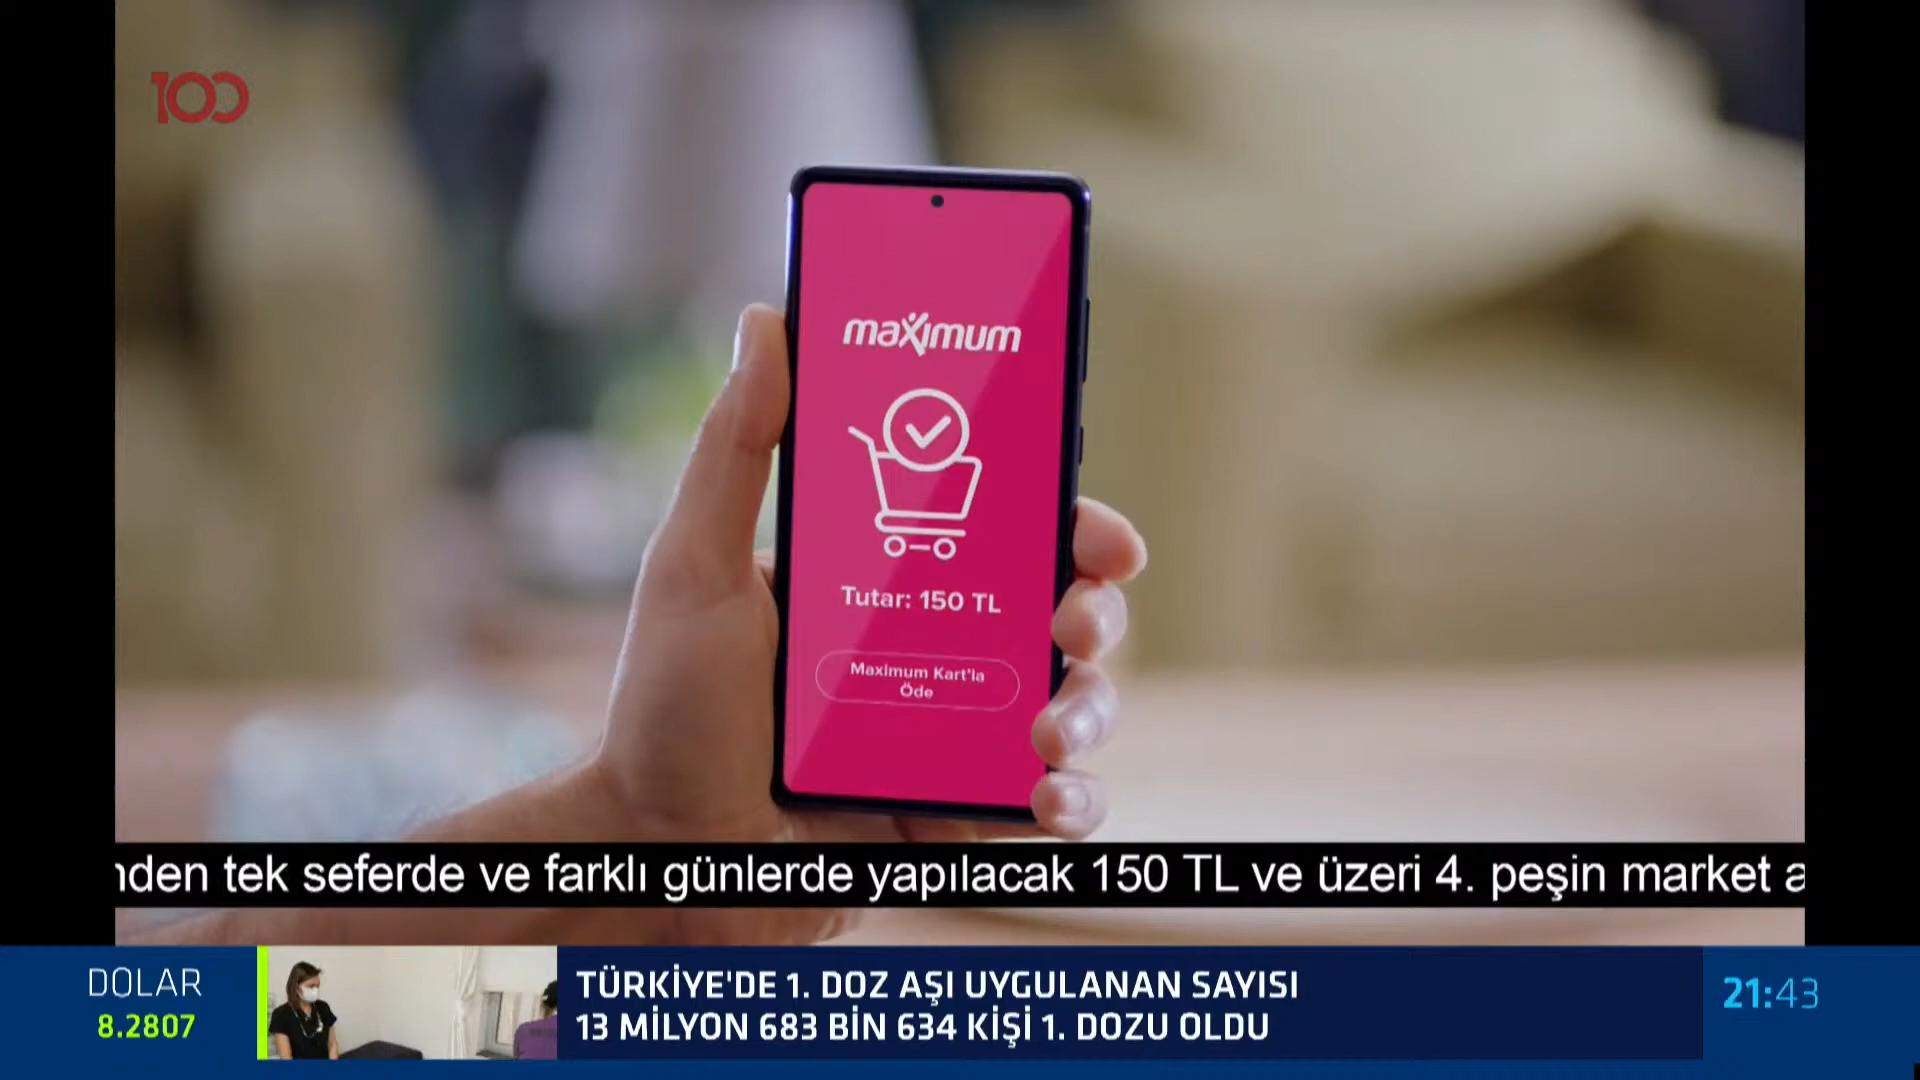 100
maximum
Tutar: 150 TL
Maximum Kart'la
Öde
tek seferde ve farklı günlerde yapılacak 150 TL ve üzeri 4. peşin market
DOLAR
8.2807
TÜRKİYE'DE 1. DOZ AŞI UYGULANAN SAYISI
13 MİLYON 683 BİN 634 KİŞİ 1. DOZU OLDU
21:43